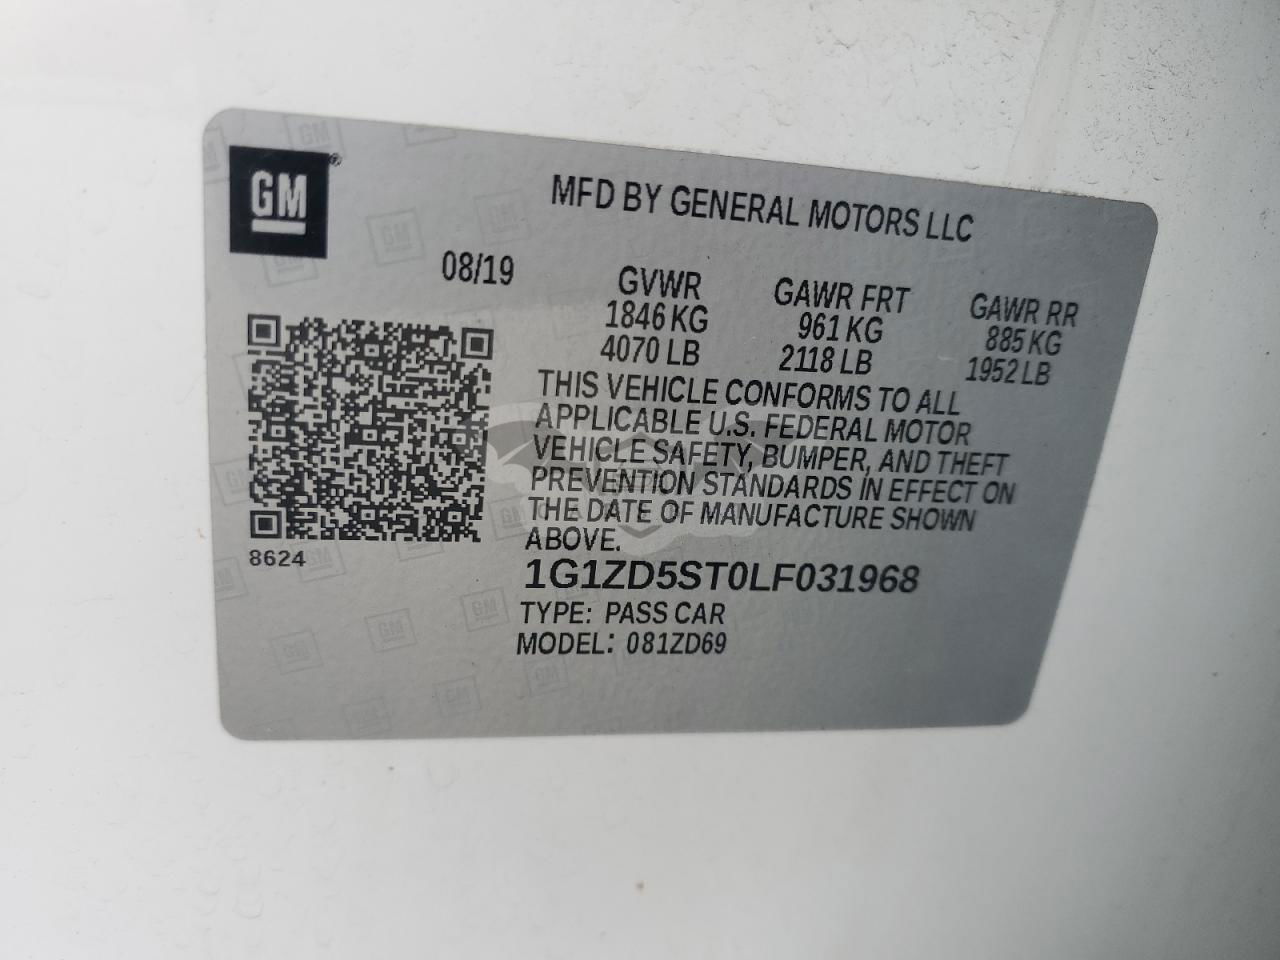 GM
MFD BY GENERAL MOTORS LLC
08/19
GVWR
1846 KG
4070 LB
GAWR FRT
961 KG
2118 LB
GAWR RR
885 KG
1952 LB
THIS VEHICLE CONFORMS TO ALL
APPLICABLE U.S. FEDERAL MOTOR
VEHICLE SAFETY, BUMPER, AND THEFT
PREVENTION STANDARDS IN EFFECT ON
THE DATE OF MANUFACTURE SHOWN
ABOVE.
8624
1G1ZD5ST0LF031968
TYPE: PASS CAR
MODEL: 081ZD69